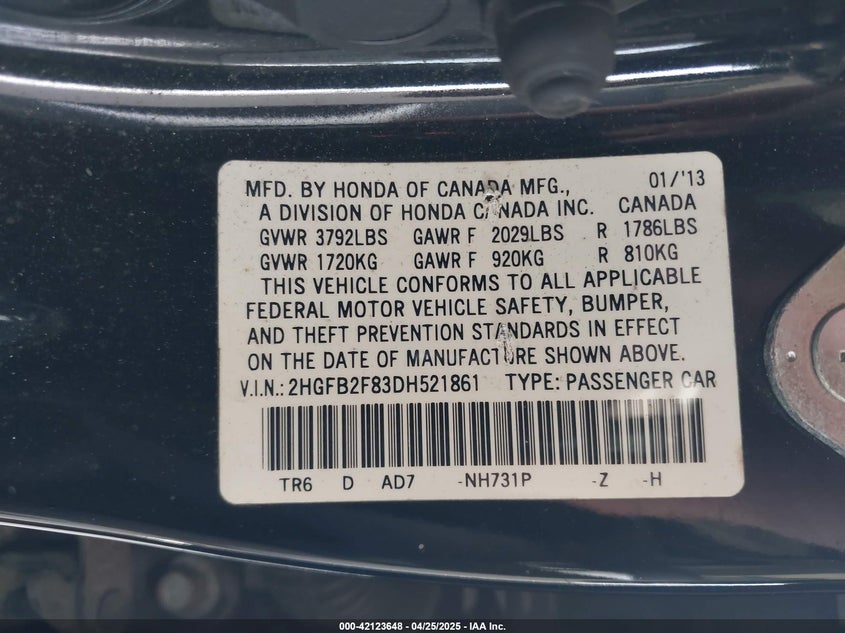 MFD. BY HONDA OF CANADA MFG., 01/'13
A DIVISION OF HONDA CANADA INC. CANADA
GVWR 3792LBS GAWR F 2029LBS R 1786LBS
GVWR 1720KG GAWR F 920KG R 810KG
THIS VEHICLE CONFORMS TO ALL APPLICABLE
FEDERAL MOTOR VEHICLE SAFETY, BUMPER,
AND THEFT PREVENTION STANDARDS IN EFFECT
ON THE DATE OF MANUFACTURE SHOWN ABOVE.
V.I.N.: 2HGFB2F83DH521861 TYPE: PASSENGER CAR
TR6 D AD7 -NH731P -Z -H
000-42123648 - 04/25/2025 - IAA Inc.